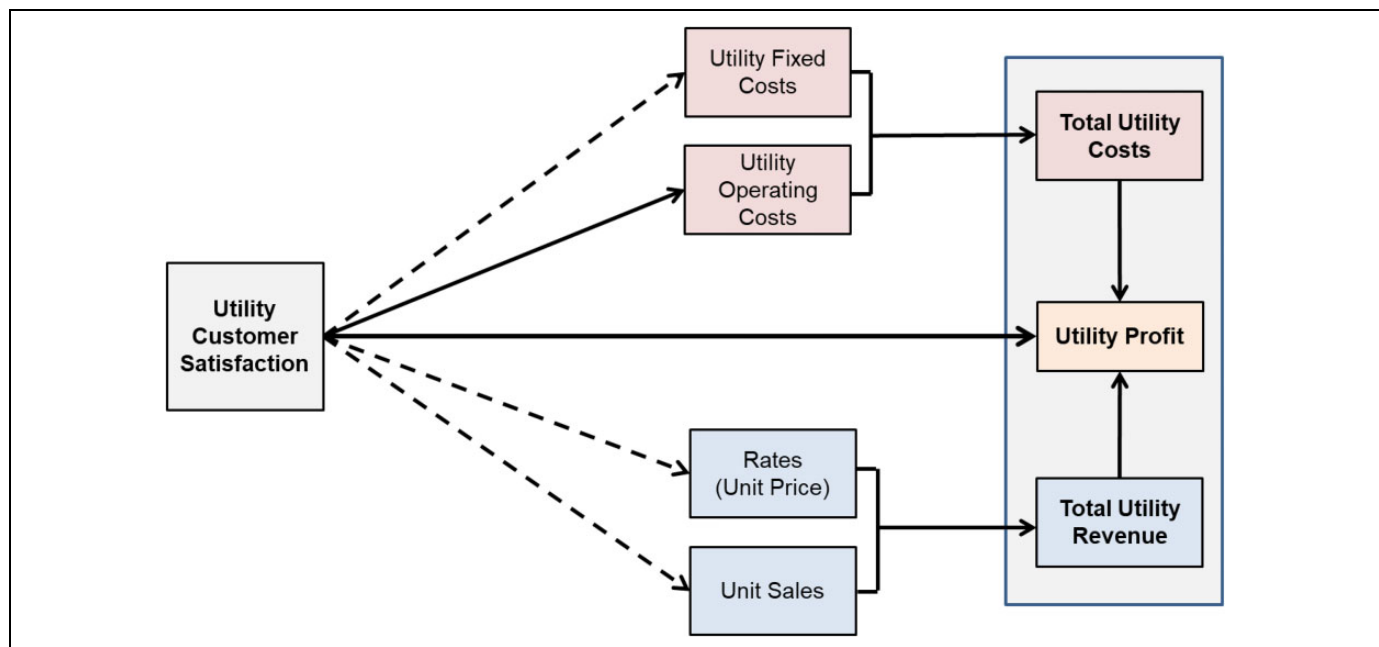 Utility Fixed
Costs
Utility
Operating
Costs
Total Utility
Costs
Utility
Customer
Satisfaction
Utility Profit
Rates
(Unit Price)
Unit Sales
Total Utility
Revenue